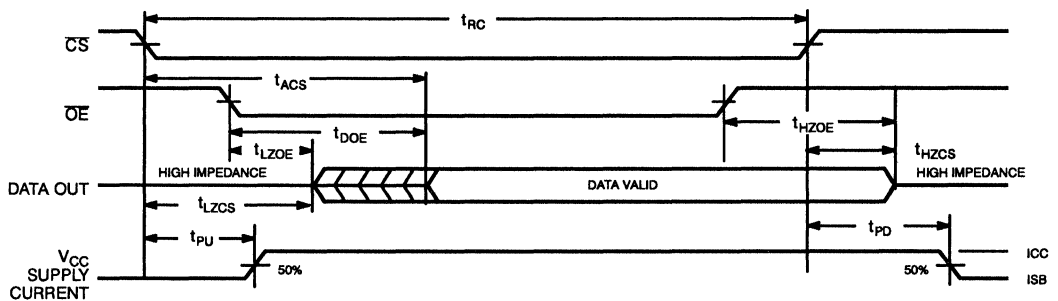 tRC
CS
tACS
OE
tDOE
tHZOE
tLZOE
tHZCS
HIGH IMPEDANCE
HIGH IMPEDANCE
DATA OUT
DATA VALID
tLZCS
tPU
tPD
VCC
SUPPLY
CURRENT
50%
50%
ICC
ISB